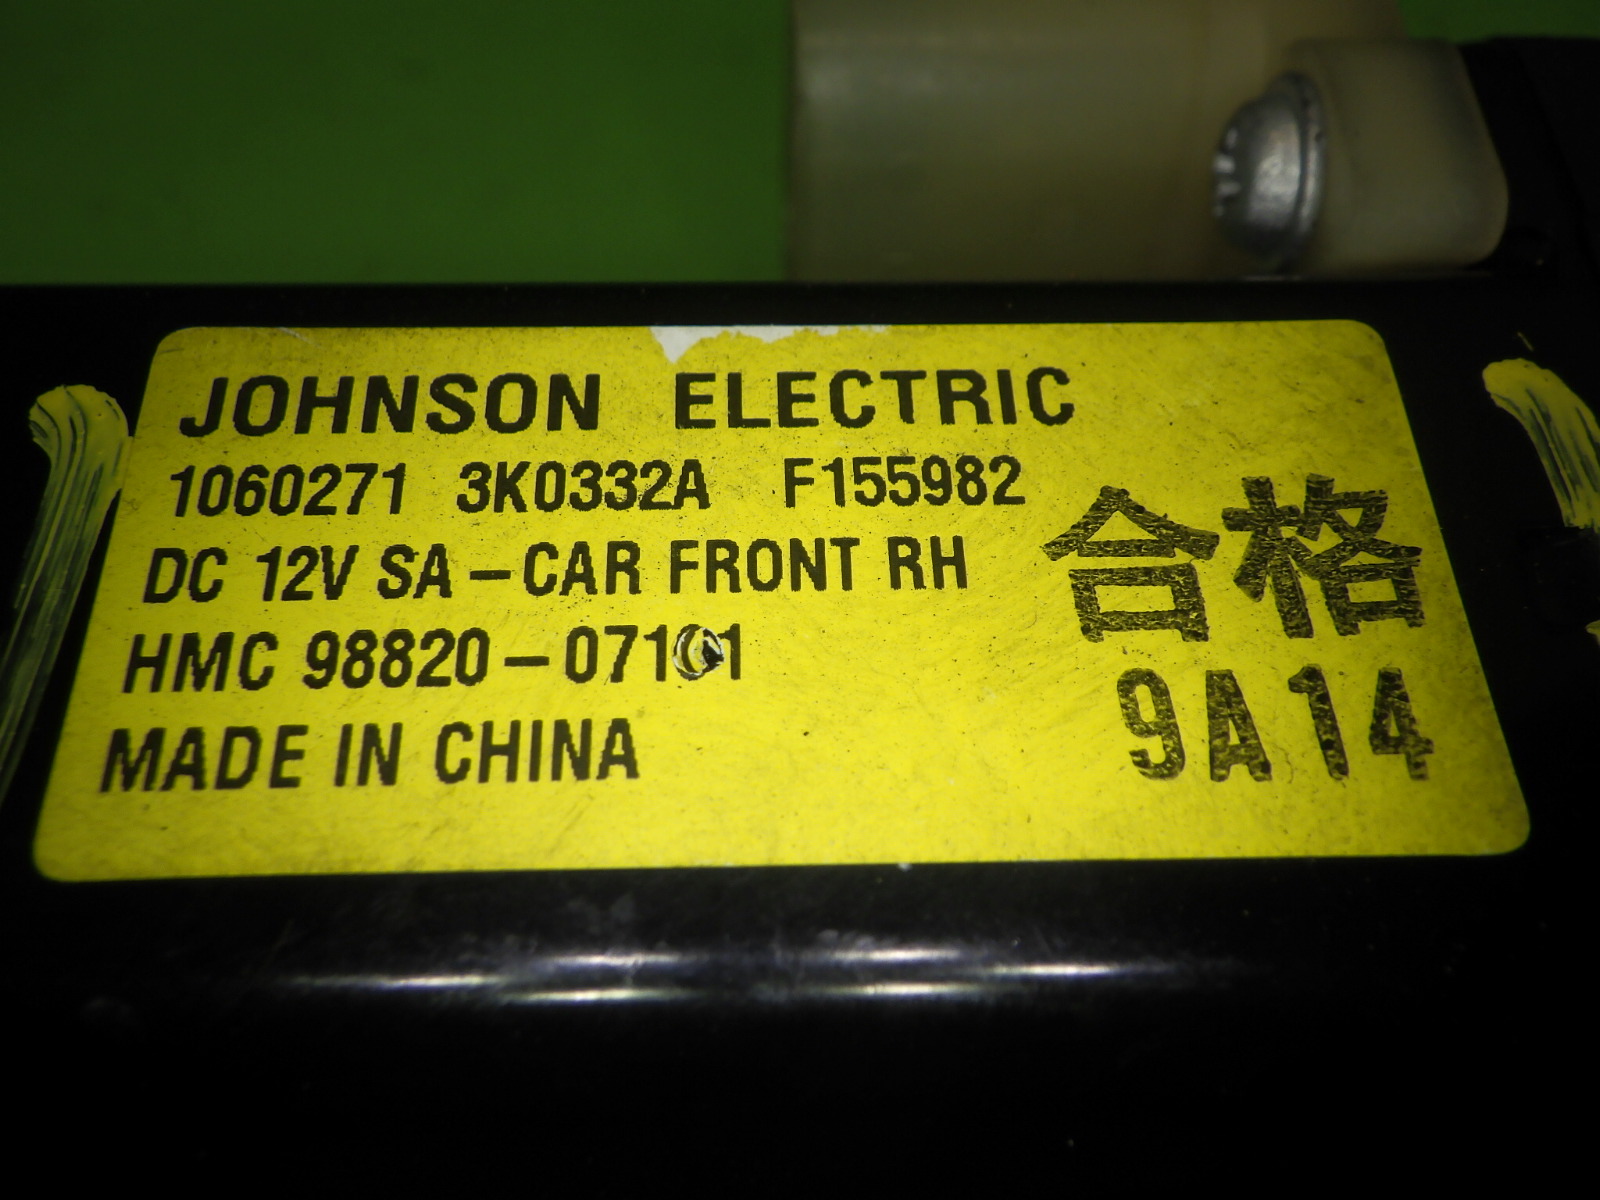 JOHNSON ELECTRIC
1060271 3K0332A F155982
DC 12V SA-CAR FRONT RH
合格
HMC 98820-07101
9A14
MADE IN CHINA